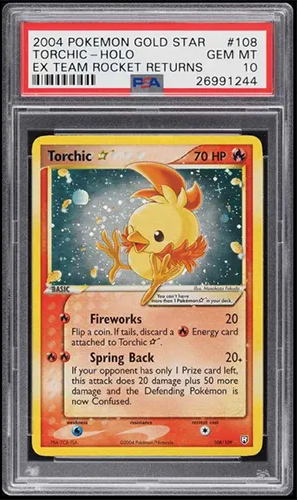 2004 POKEMON GOLD STAR #108
TORCHIC - HOLO GEM MT
EX TEAM ROCKET RETURNS 10
PSA 26991244
Torchic 70 HP
BASIC
Illus. Masakazu Fukuda
You can't have
more than 1 Pokémon ☆ in your deck.
Fireworks 20
Flip a coin. If tails, discard a Energy card
attached to Torchic ☆.
Spring Back 20+
If your opponent has only 1 Prize card left,
this attack does 20 damage plus 50 more
damage and the Defending Pokémon is
now Confused.
weakness resistance retreat cost
©2004 Pokémon/Nintendo 108/109